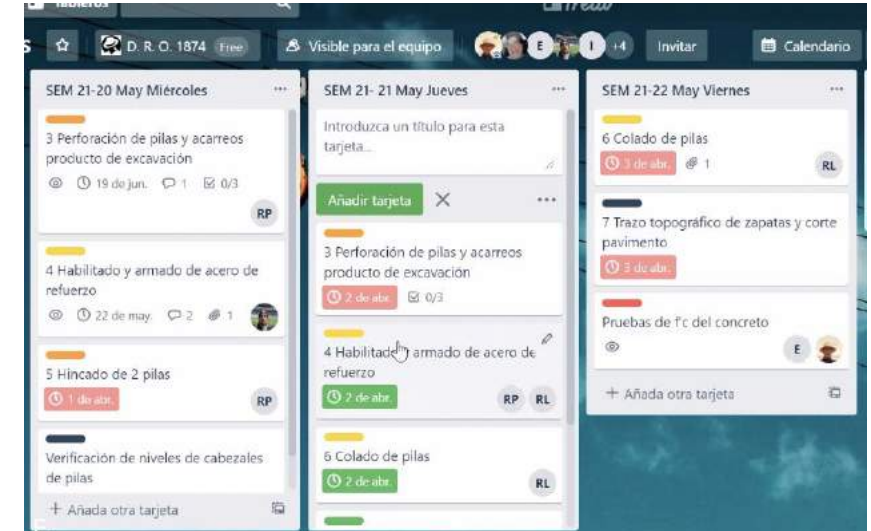 Tableros
Trello
S
D. R. O. 1874 Free
Visible para el equipo
E
I
+4
Invitar
Calendario
SEM 21-20 May Miércoles
3 Perforación de pilas y acarreos
producto de excavación
19 de jun. 1 0/3
RP
4 Habilitado y armado de acero de
refuerzo
22 de may. 2 1
5 Hincado de 2 pilas
1 de abr.
RP
Verificación de niveles de cabezales
de pilas
+ Añada otra tarjeta
SEM 21- 21 May Jueves
Introduzca un título para esta
tarjeta...
Añadir tarjeta
3 Perforación de pilas y acarreos
producto de excavación
2 de abr. 0/3
4 Habilitado armado de acero de
refuerzo
2 de abr.
RP RL
6 Colado de pilas
2 de abr.
RL
SEM 21-22 May Viernes
6 Colado de pilas
3 de abr. 1
RL
7 Trazo topográfico de zapatas y corte
pavimento
3 de abr.
Pruebas de f'c del concreto
E
+ Añada otra tarjeta